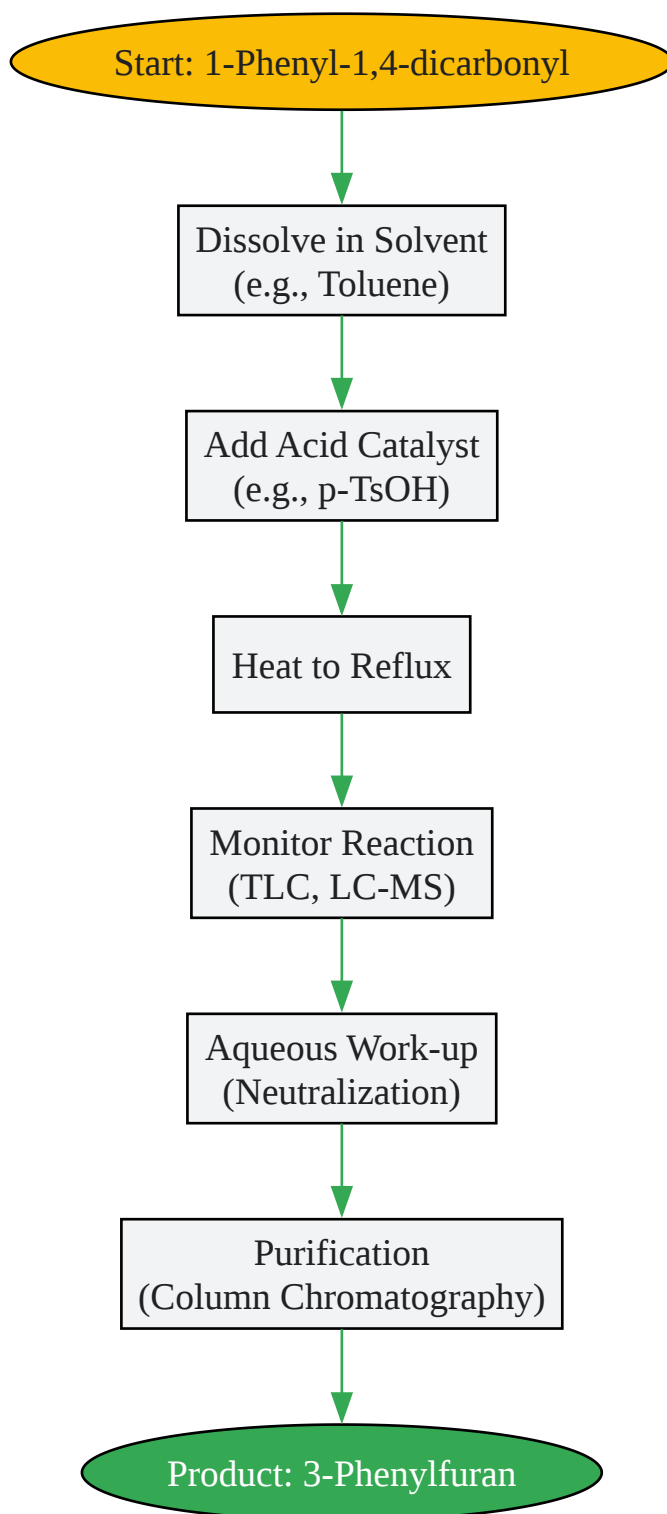 Start: 1-Phenyl-1,4-dicarbonyl
Dissolve in Solvent
(e.g., Toluene)
Add Acid Catalyst
(e.g., p-TsOH)
Heat to Reflux
Monitor Reaction
(TLC, LC-MS)
Aqueous Work-up
(Neutralization)
Purification
(Column Chromatography)
Product: 3-Phenylfuran